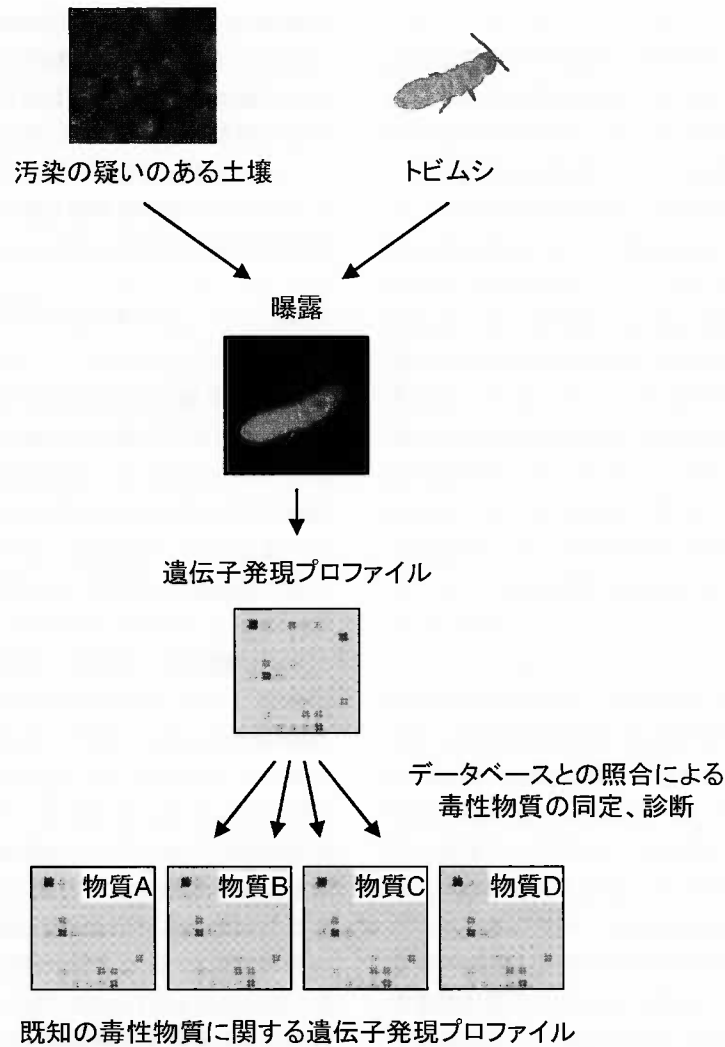 汚染の疑いのある土壌
トビムシ
曝露
遺伝子発現プロファイル
データベースとの照合による
毒性物質の同定、診断
物質A
物質B
物質C
物質D
既知の毒性物質に関する遺伝子発現プロファイル